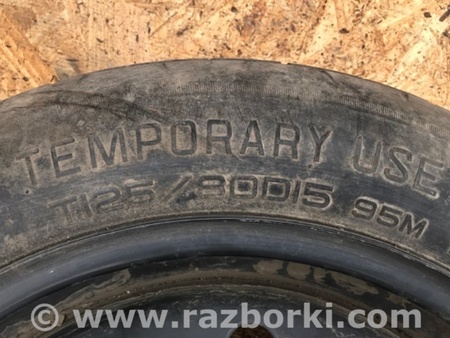 TEMPORARY USE
T125/80D15 95M
© www.razborki.com